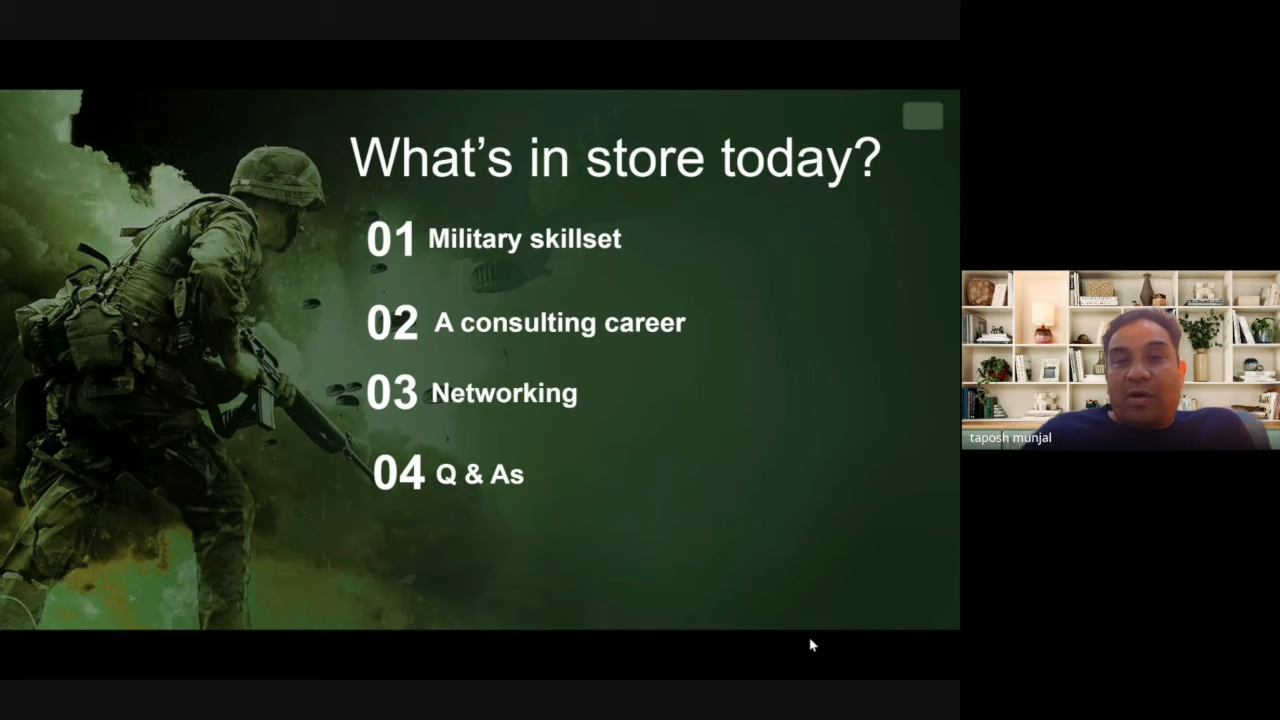 What's in store today?
01 Military skillset
02 A consulting career
03 Networking
04 Q & As
taposh munjal